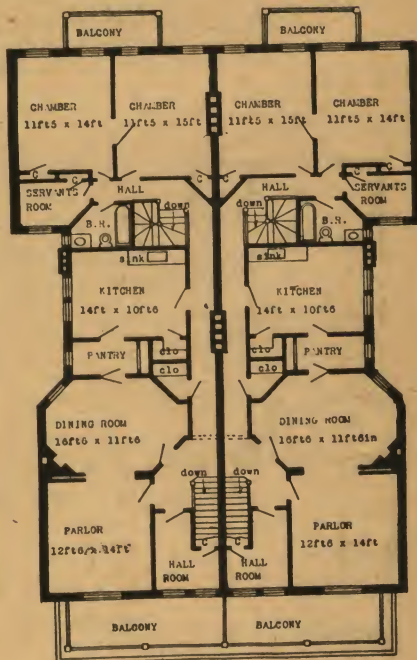 BALCONY BALCONY
CHAMBER CHAMBER CHAMBER CHAMBER
11ft5 x 14ft 11ft5 x 15ft 11ft5 x 15ft 11ft5 x 14ft
C C C C
SERVANTS ROOM HALL HALL SERVANTS ROOM
down down
B.R. B.R.
sink sink
KITCHEN KITCHEN
14ft x 10ft6 14ft x 10ft6
PANTRY clo clo PANTRY
clo clo
DINING ROOM DINING ROOM
16ft6 x 11ft6 16ft6 x 11ft6in
down down
PARLOR PARLOR
12ft6 x 14ft 12ft6 x 14ft
C C
HALL ROOM HALL ROOM
BALCONY BALCONY